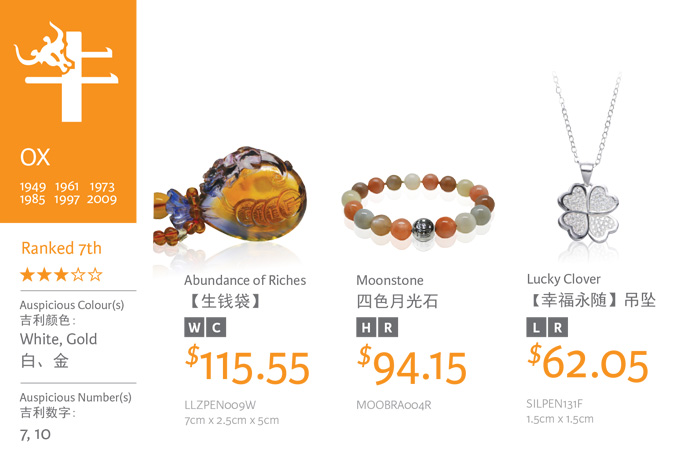 牛
OX
1949 1961 1973
1985 1997 2009
Ranked 7th
Auspicious Colour(s)
吉利颜色:
White, Gold
白、金
Auspicious Number(s)
吉利数字:
7, 10
Abundance of Riches
【生钱袋】
W C
$115.55
LLZPEN009W
7cm x 2.5cm x 5cm
Moonstone
四色月光石
H R
$94.15
MOOBRA004R
Lucky Clover
【幸福永随】吊坠
L R
$62.05
SILPEN131F
1.5cm x 1.5cm